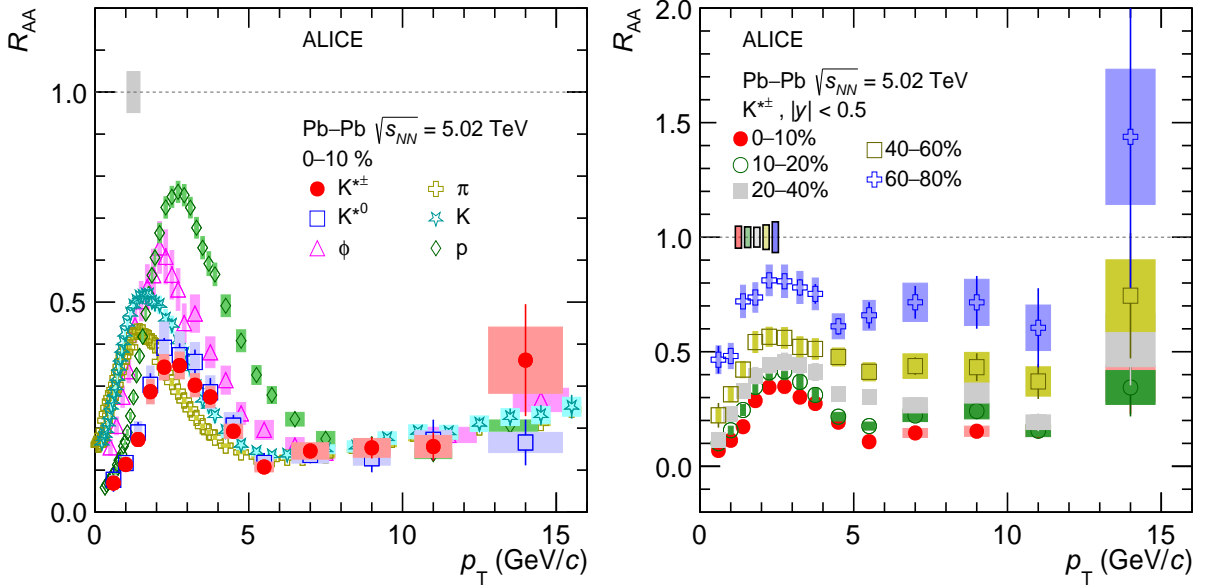 R_AA
ALICE
1.0
Pb–Pb √s_NN = 5.02 TeV
0–10 %
K*±
π
K*0
K
ϕ
p
0.5
0.0
0
5
10
15
p_T (GeV/c)
R_AA
2.0
ALICE
Pb–Pb √s_NN = 5.02 TeV
K*± , |y| < 0.5
1.5
0–10%
40–60%
10–20%
60–80%
20–40%
1.0
0.5
0.0
0
5
10
15
p_T (GeV/c)